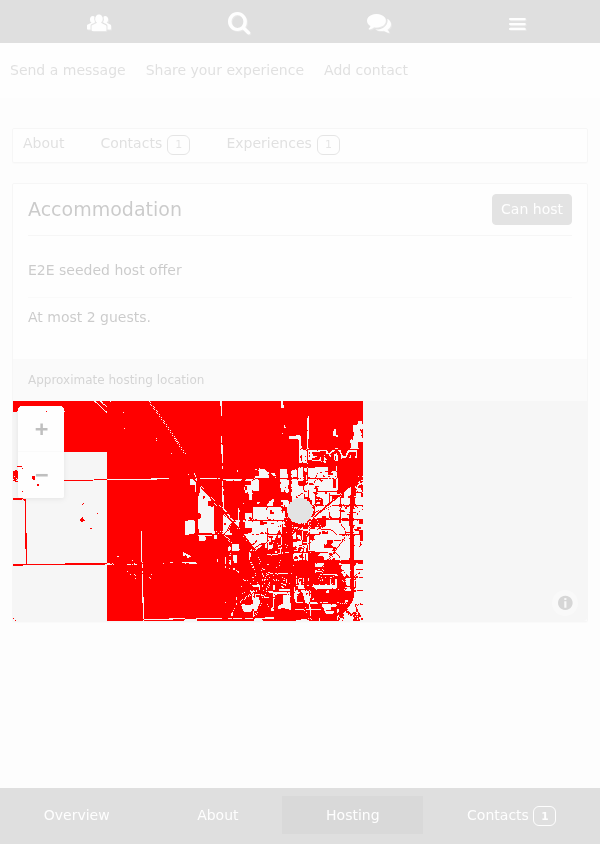 Send a message Share your experience Add contact
About Contacts 1 Experiences 1
Accommodation Can host
E2E seeded host offer
At most 2 guests.
Approximate hosting location
+
−
Overview About Hosting Contacts 1